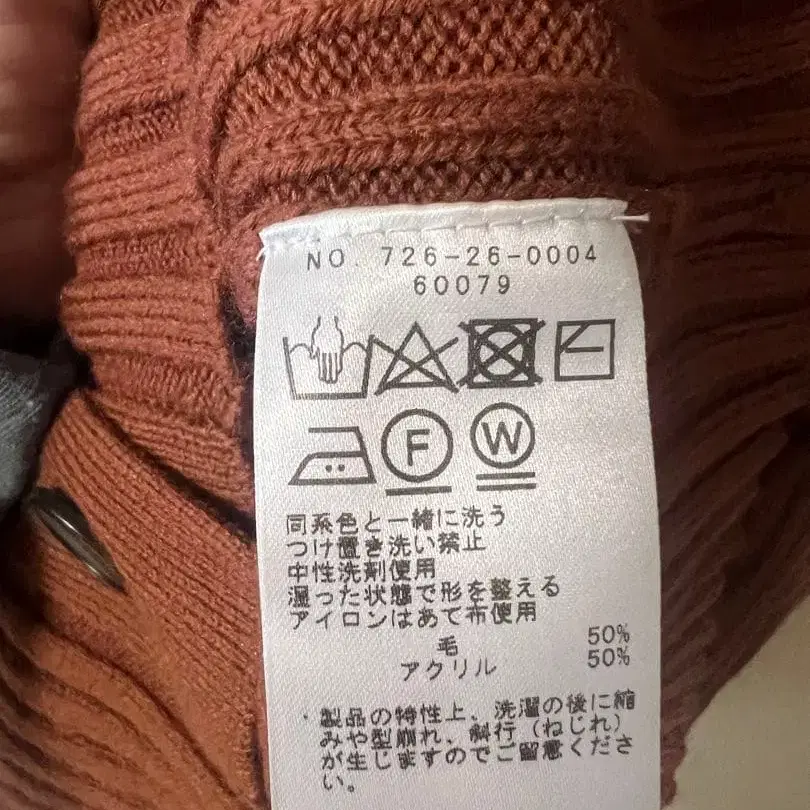 NO. 726-26-0004
60079
F W
同系色と一緒に洗う
つけ置き洗い禁止
中性洗剤使用
湿った状態で形を整える
アイロンはあて布使用
毛 50%
アクリル 50%
・製品の特性上、洗濯の後に縮
みや型崩れ、斜行（ねじれ）
が生じますのでご留意くださ
い。